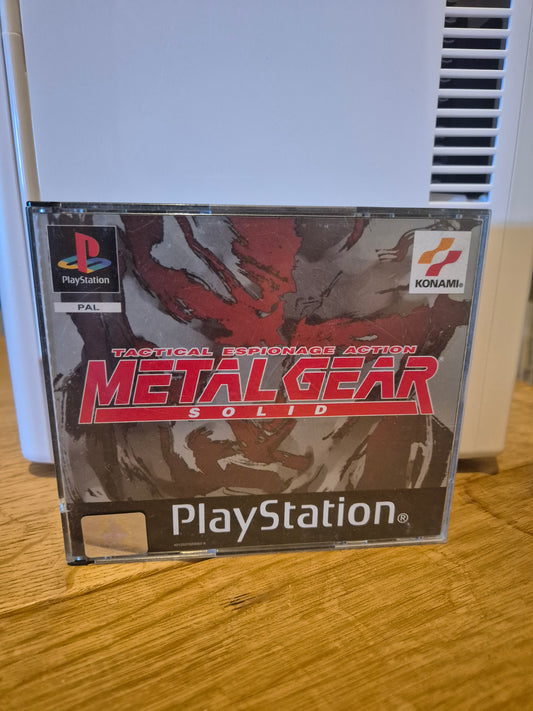 PlayStation
PAL
KONAMI®
TACTICAL ESPIONAGE ACTION
METAL GEAR
SOLID
PlayStation®